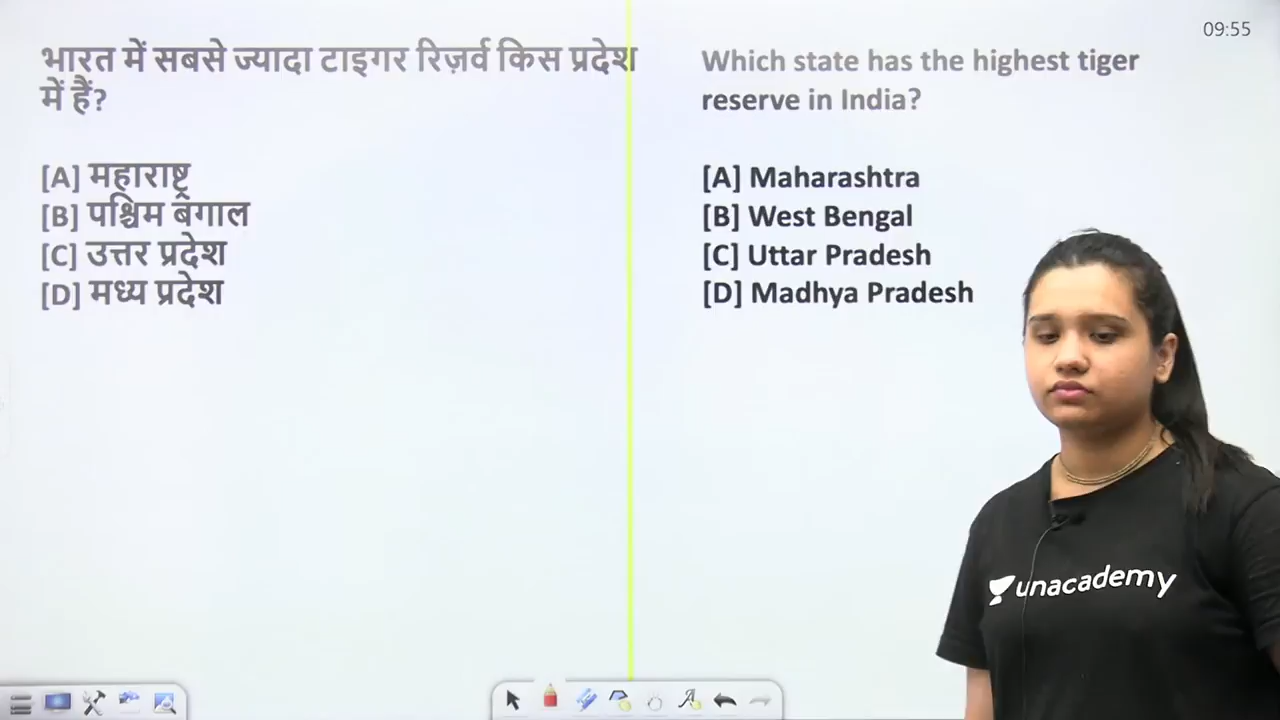 09:55
भारत में सबसे ज्यादा टाइगर रिज़र्व किस प्रदेश
में हैं?
[A] महाराष्ट्र
[B] पश्चिम बगाल
[C] उत्तर प्रदेश
[D] मध्य प्रदेश
Which state has the highest tiger
reserve in India?
[A] Maharashtra
[B] West Bengal
[C] Uttar Pradesh
[D] Madhya Pradesh
unacademy